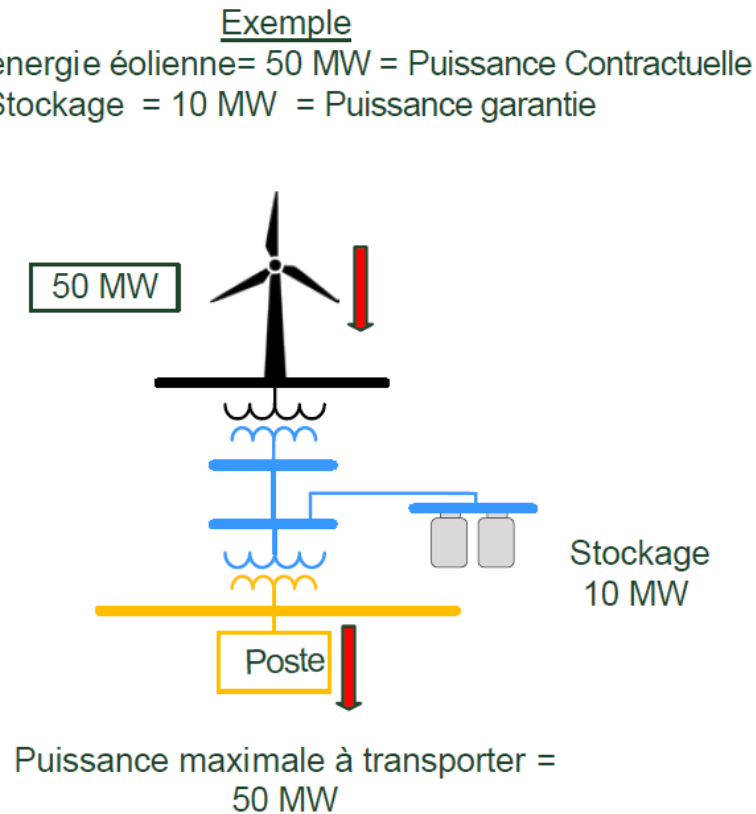 Exemple
énergie éolienne= 50 MW = Puissance Contractuelle
Stockage = 10 MW = Puissance garantie
50 MW
Stockage
10 MW
Poste
Puissance maximale à transporter =
50 MW